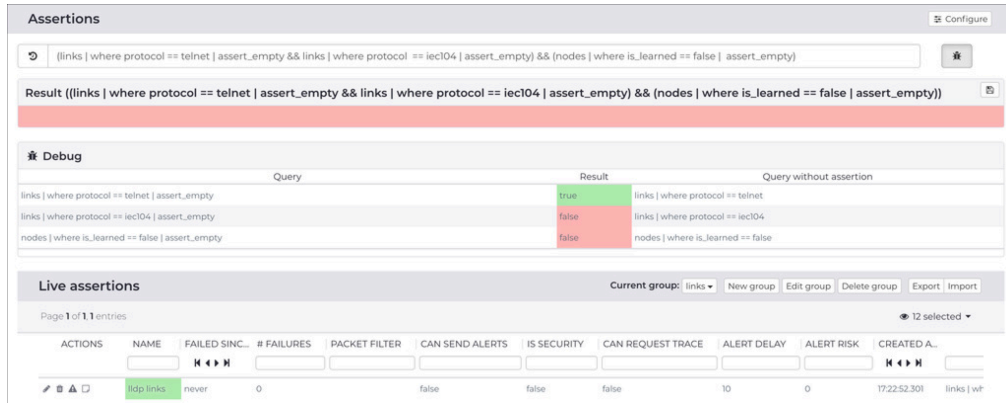 Assertions
Configure
(links | where protocol == telnet | assert_empty && links | where protocol == iec104 | assert_empty) && (nodes | where is_learned == false | assert_empty)
Result ((links | where protocol == telnet | assert_empty && links | where protocol == iec104 | assert_empty) && (nodes | where is_learned == false | assert_empty))
Debug
Query Result Query without assertion
links | where protocol == telnet | assert_empty true links | where protocol == telnet
links | where protocol == iec104 | assert_empty false links | where protocol == iec104
nodes | where is_learned == false | assert_empty false nodes | where is_learned == false
Live assertions Current group: links New group Edit group Delete group Export Import
Page 1 of 1, 1 entries 12 selected
ACTIONS NAME FAILED SINC... # FAILURES PACKET FILTER CAN SEND ALERTS IS SECURITY CAN REQUEST TRACE ALERT DELAY ALERT RISK CREATED A...
lldp links never 0 false false false 10 0 17:22:52.301 links | wh